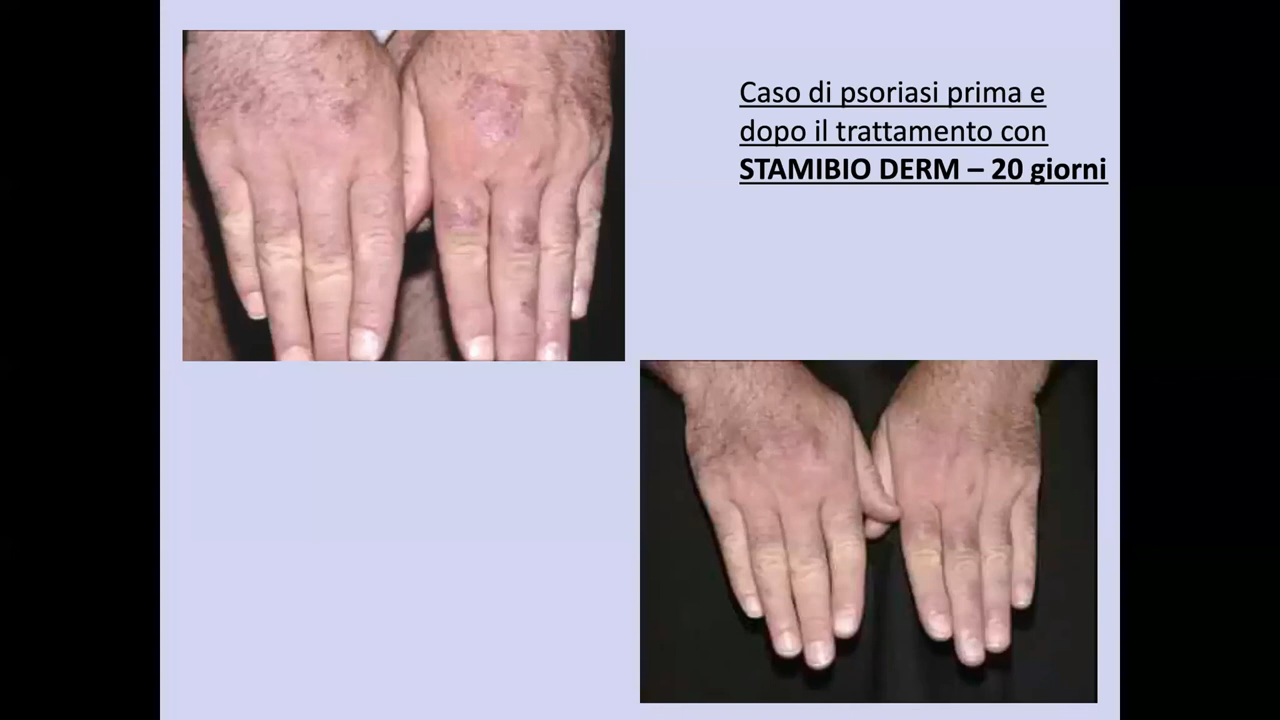 Caso di psoriasi prima e
dopo il trattamento con
STAMIBIO DERM – 20 giorni